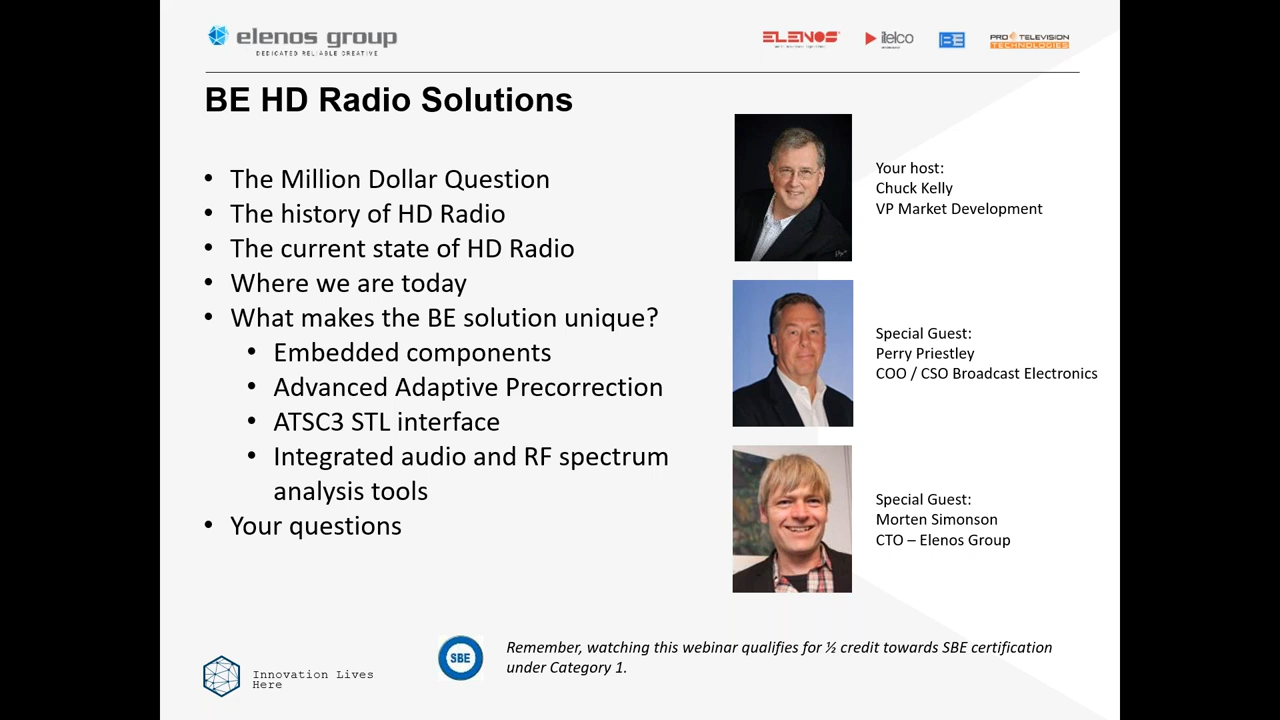 elenos group
DEDICATED RELIABLE CREATIVE
ELENOS
itelco
BE
PRO TELEVISION
TECHNOLOGIES
BE HD Radio Solutions
• The Million Dollar Question
• The history of HD Radio
• The current state of HD Radio
• Where we are today
• What makes the BE solution unique?
• Embedded components
• Advanced Adaptive Precorrection
• ATSC3 STL interface
• Integrated audio and RF spectrum
analysis tools
• Your questions
Your host:
Chuck Kelly
VP Market Development
Special Guest:
Perry Priestley
COO / CSO Broadcast Electronics
Special Guest:
Morten Simonson
CTO – Elenos Group
Innovation Lives
Here
SBE
Remember, watching this webinar qualifies for ½ credit towards SBE certification
under Category 1.